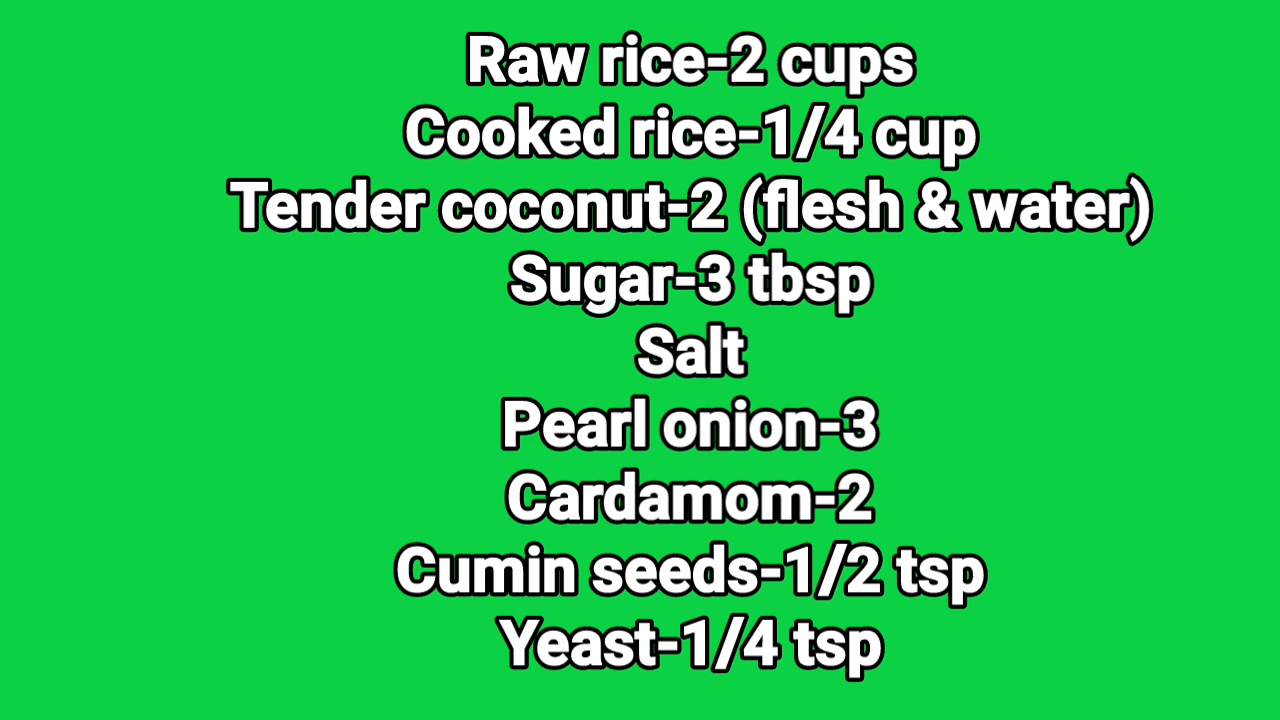 Raw rice-2 cups
Cooked rice-1/4 cup
Tender coconut-2 (flesh & water)
Sugar-3 tbsp
Salt
Pearl onion-3
Cardamom-2
Cumin seeds-1/2 tsp
Yeast-1/4 tsp